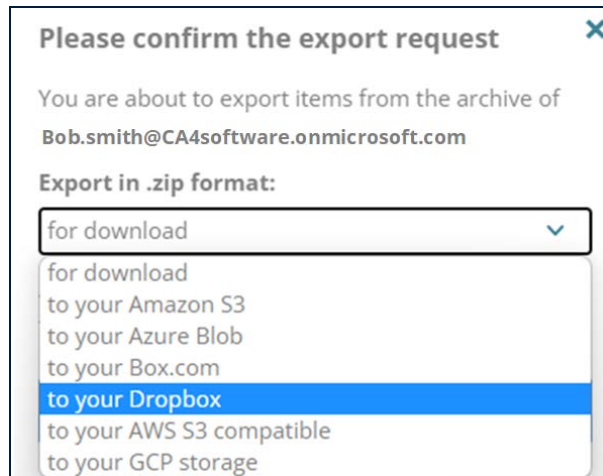 Please confirm the export request
You are about to export items from the archive of
Bob.smith@CA4software.onmicrosoft.com
Export in .zip format:
for download
for download
to your Amazon S3
to your Azure Blob
to your Box.com
to your Dropbox
to your AWS S3 compatible
to your GCP storage